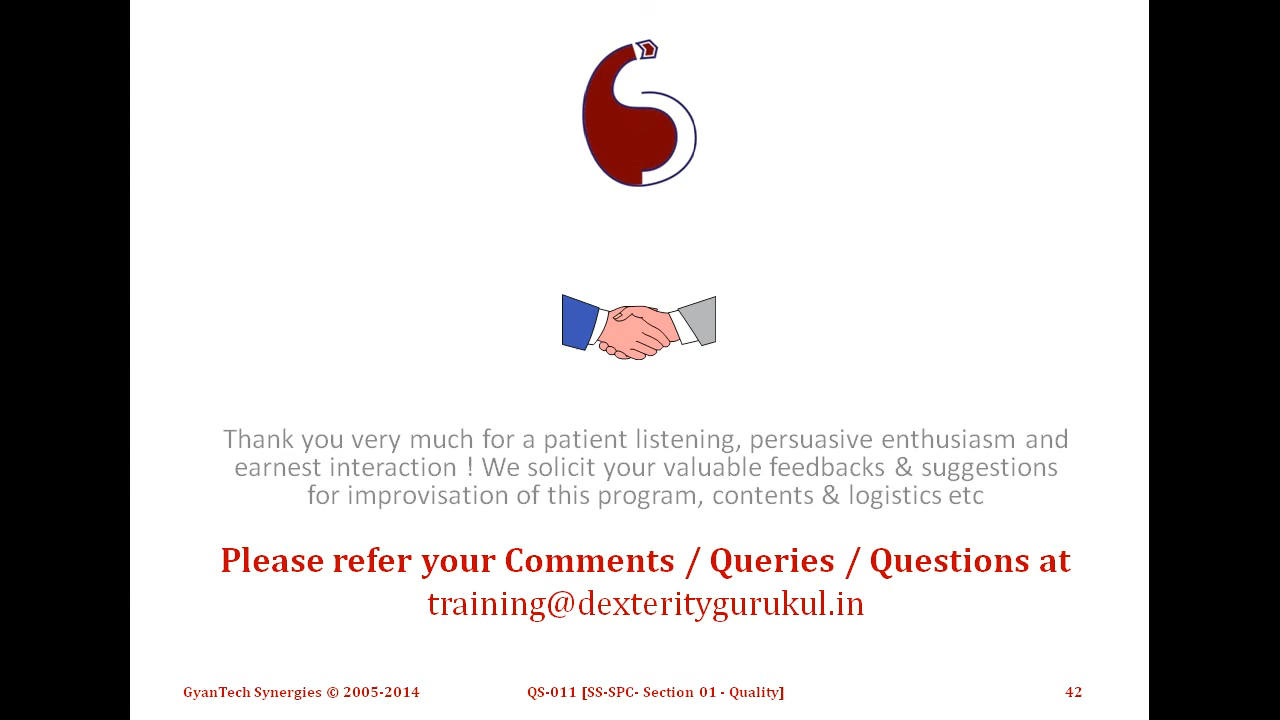 Thank you very much for a patient listening, persuasive enthusiasm and
earnest interaction ! We solicit your valuable feedbacks & suggestions
for improvisation of this program, contents & logistics etc
Please refer your Comments / Queries / Questions at
training@dexteritygurukul.in
GyanTech Synergies © 2005-2014 QS-011 [SS-SPC- Section 01 - Quality] 42